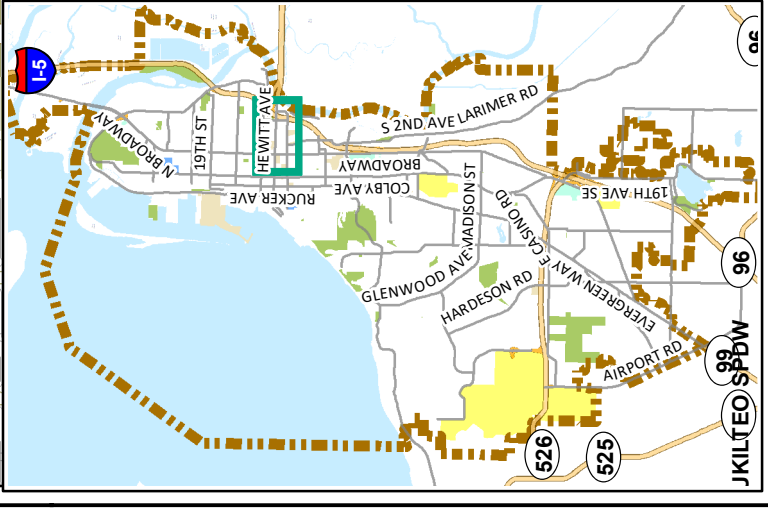 I-5
96
N BROADWAY
19TH ST
HEWITT AVE
S 2ND AVE
LARIMER RD
BROADWAY
COLBY AVE
RUCKER AVE
MADISON ST
19TH AVE SE
E CASINO RD
GLENWOOD AVE
HARDESON RD
EVERGREEN WAY
96
AIRPORT RD
99
526
525
JKILTEO SPDW